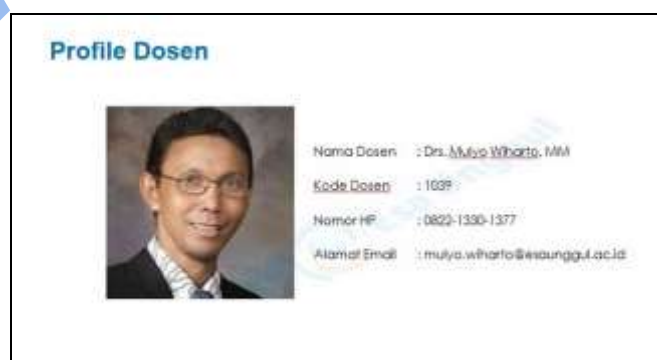 Profile Dosen
Nama Dosen : Drs. Mulyo Wiharto, MM
Kode Dosen : 1039
Nomor HP : 0822-1330-1377
Alamat Email : mulyo.wiharto@esaunggul.ac.id